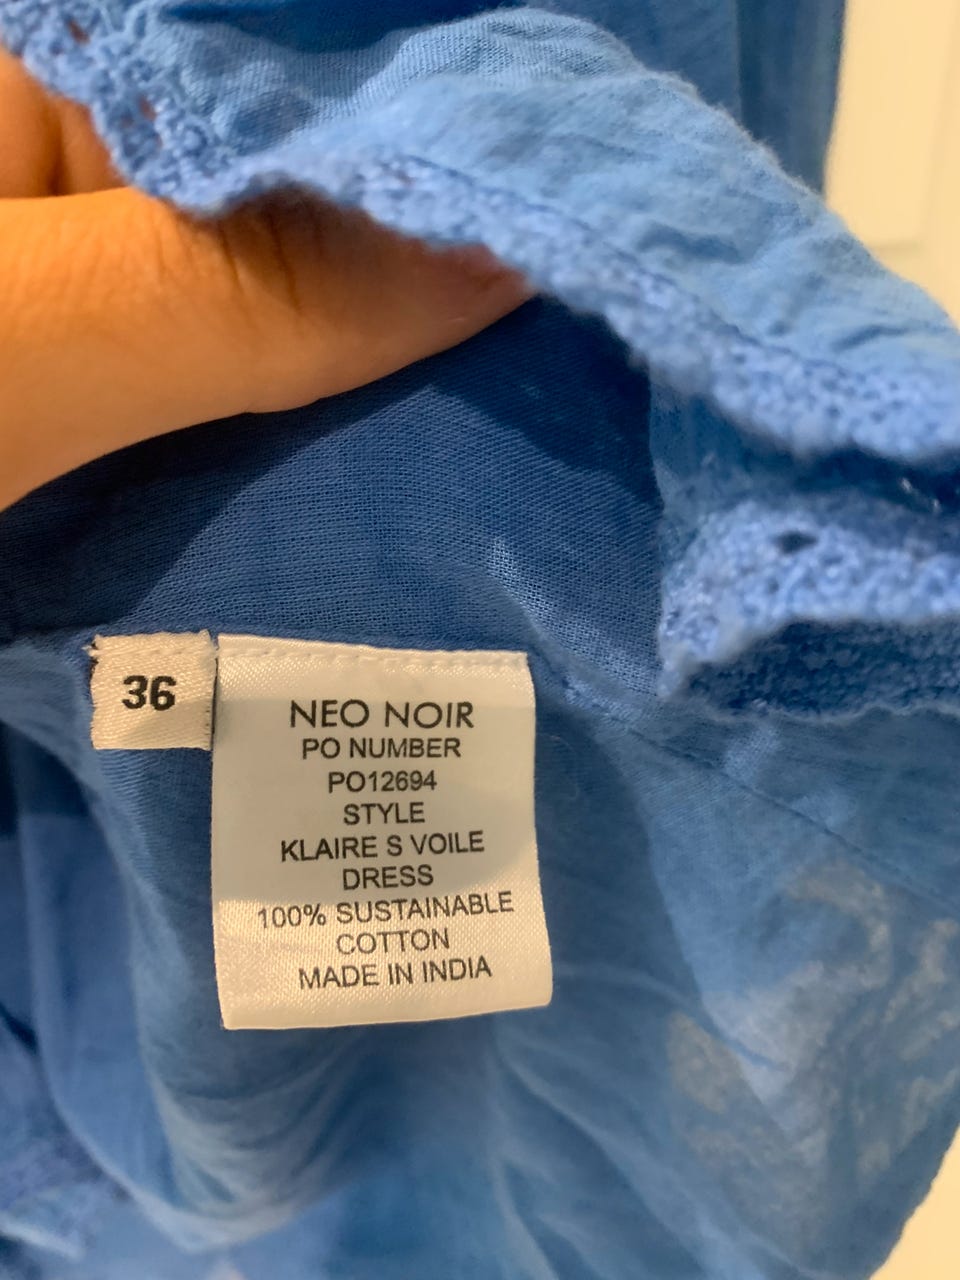 36
NEO NOIR
PO NUMBER
PO12694
STYLE
KLAIRE S VOILE
DRESS
100% SUSTAINABLE
COTTON
MADE IN INDIA